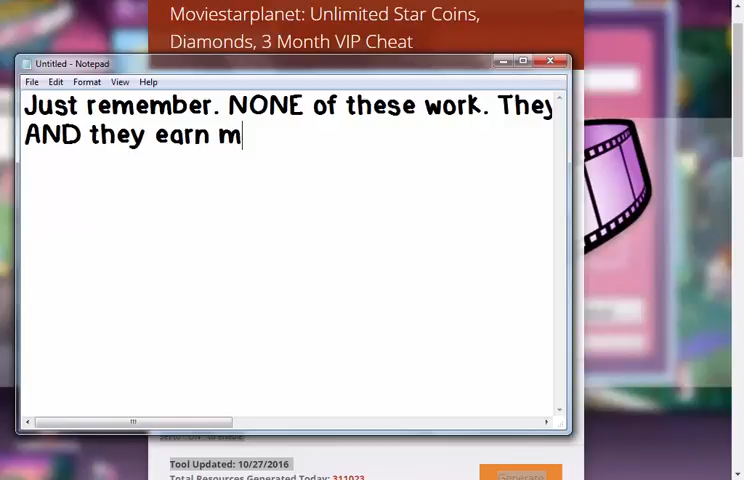 Moviestarplanet: Unlimited Star Coins,
Diamonds, 3 Month VIP Cheat
Untitled - Notepad
File Edit Format View Help
Just remember. NONE of these work. They
AND they earn m
Tool Updated: 10/27/2016
Total Resources Generated Today: 311023
Generate